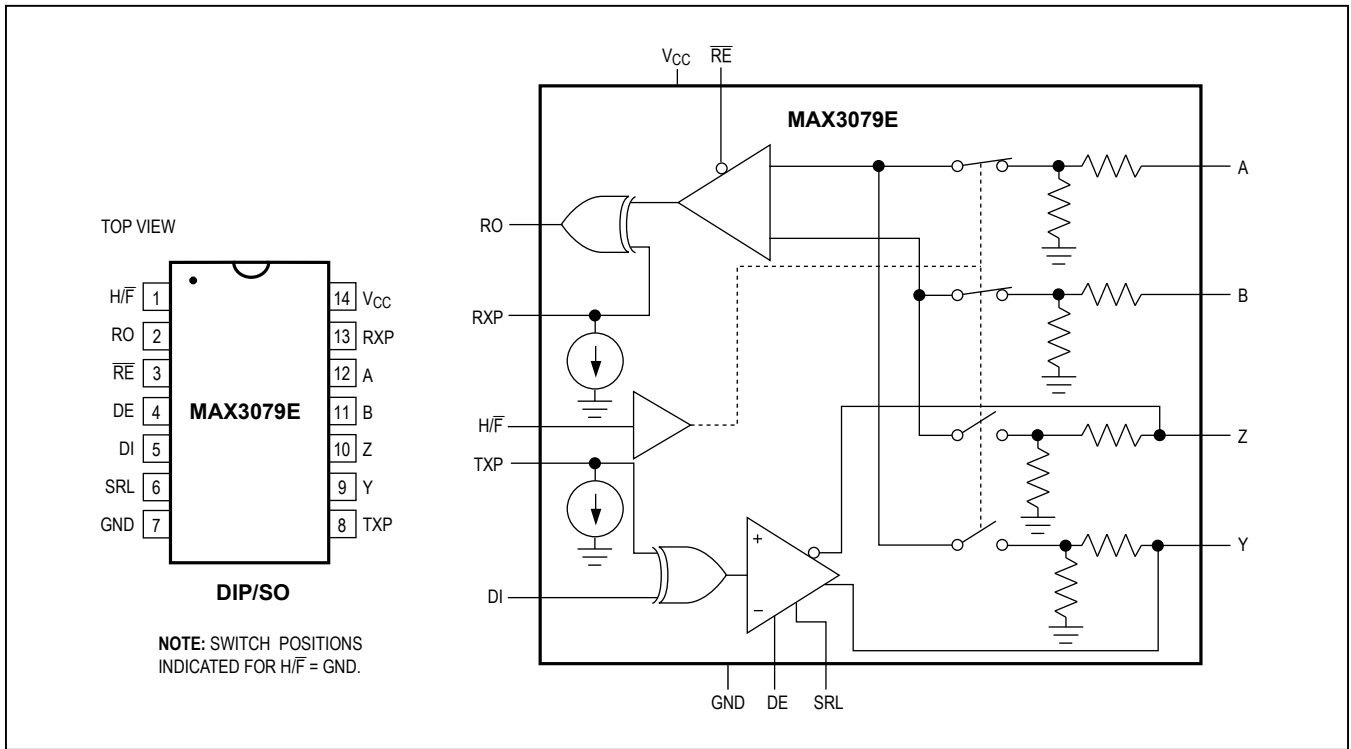 TOP VIEW
H/F̅ 1
RO 2
R̅E̅ 3
DE 4
DI 5
SRL 6
GND 7
MAX3079E
14 VCC
13 RXP
12 A
11 B
10 Z
9 Y
8 TXP
DIP/SO
NOTE: SWITCH POSITIONS
INDICATED FOR H/F̅ = GND.
VCC R̅E̅
MAX3079E
A
RO
B
RXP
H/F̅
Z
TXP
+
Y
DI
−
GND DE SRL